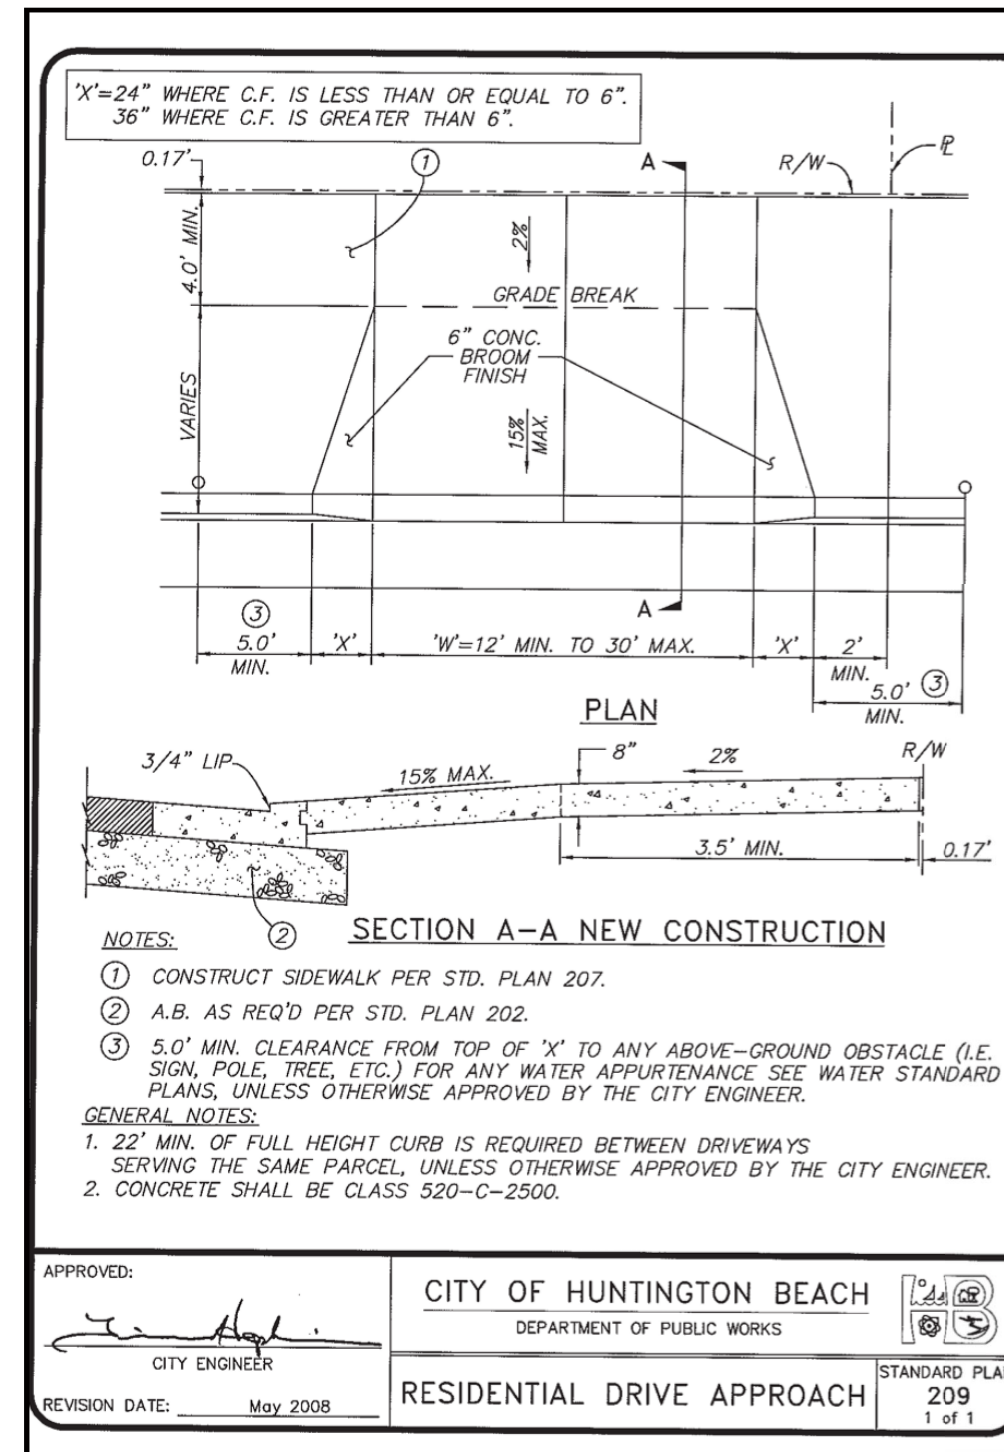 'X'=24" WHERE C.F. IS LESS THAN OR EQUAL TO 6".
36" WHERE C.F. IS GREATER THAN 6".
0.17'
1
A
R/W
PL
4.0' MIN.
2%
GRADE BREAK
6" CONC.
BROOM
FINISH
VARIES
15%
MAX.
A
3
5.0'
MIN.
'X'
'W'=12' MIN. TO 30' MAX.
'X'
2'
MIN.
5.0' 3
MIN.
PLAN
3/4" LIP
15% MAX.
8"
2%
R/W
3.5' MIN.
0.17'
2
SECTION A-A NEW CONSTRUCTION
NOTES:
1 CONSTRUCT SIDEWALK PER STD. PLAN 207.
2 A.B. AS REQ'D PER STD. PLAN 202.
3 5.0' MIN. CLEARANCE FROM TOP OF 'X' TO ANY ABOVE-GROUND OBSTACLE (I.E.
SIGN, POLE, TREE, ETC.) FOR ANY WATER APPURTENANCE SEE WATER STANDARD
PLANS, UNLESS OTHERWISE APPROVED BY THE CITY ENGINEER.
GENERAL NOTES:
1. 22' MIN. OF FULL HEIGHT CURB IS REQUIRED BETWEEN DRIVEWAYS
SERVING THE SAME PARCEL, UNLESS OTHERWISE APPROVED BY THE CITY ENGINEER.
2. CONCRETE SHALL BE CLASS 520-C-2500.
APPROVED:
CITY ENGINEER
REVISION DATE: May 2008
CITY OF HUNTINGTON BEACH
DEPARTMENT OF PUBLIC WORKS
RESIDENTIAL DRIVE APPROACH
HB
STANDARD PLA
209
1 of 1